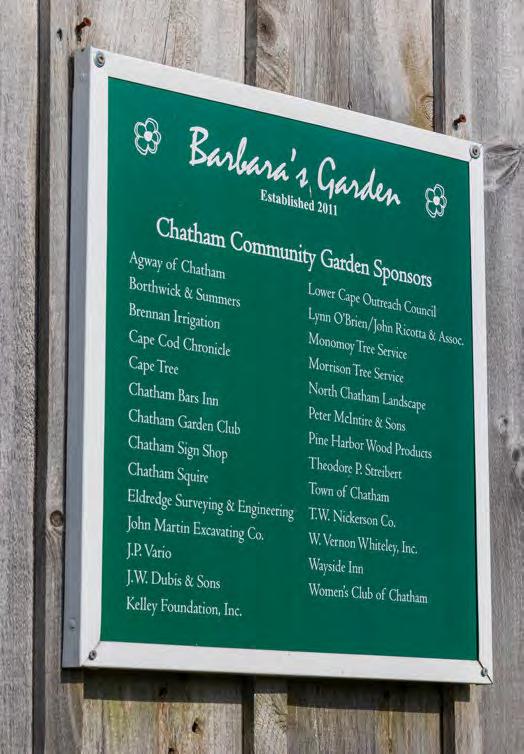 Barbara's Garden
Established 2011
Chatham Community Garden Sponsors
Agway of Chatham
Borthwick & Summers
Brennan Irrigation
Cape Cod Chronicle
Cape Tree
Chatham Bars Inn
Chatham Garden Club
Chatham Sign Shop
Chatham Squire
Eldredge Surveying & Engineering
John Martin Excavating Co.
J.P. Vario
J.W. Dubis & Sons
Kelley Foundation, Inc.
Lower Cape Outreach Council
Lynn O'Brien/John Ricotta & Assoc.
Monomoy Tree Service
Morrison Tree Service
North Chatham Landscape
Peter McIntire & Sons
Pine Harbor Wood Products
Theodore P. Streibert
Town of Chatham
T.W. Nickerson Co.
W. Vernon Whiteley, Inc.
Wayside Inn
Women's Club of Chatham